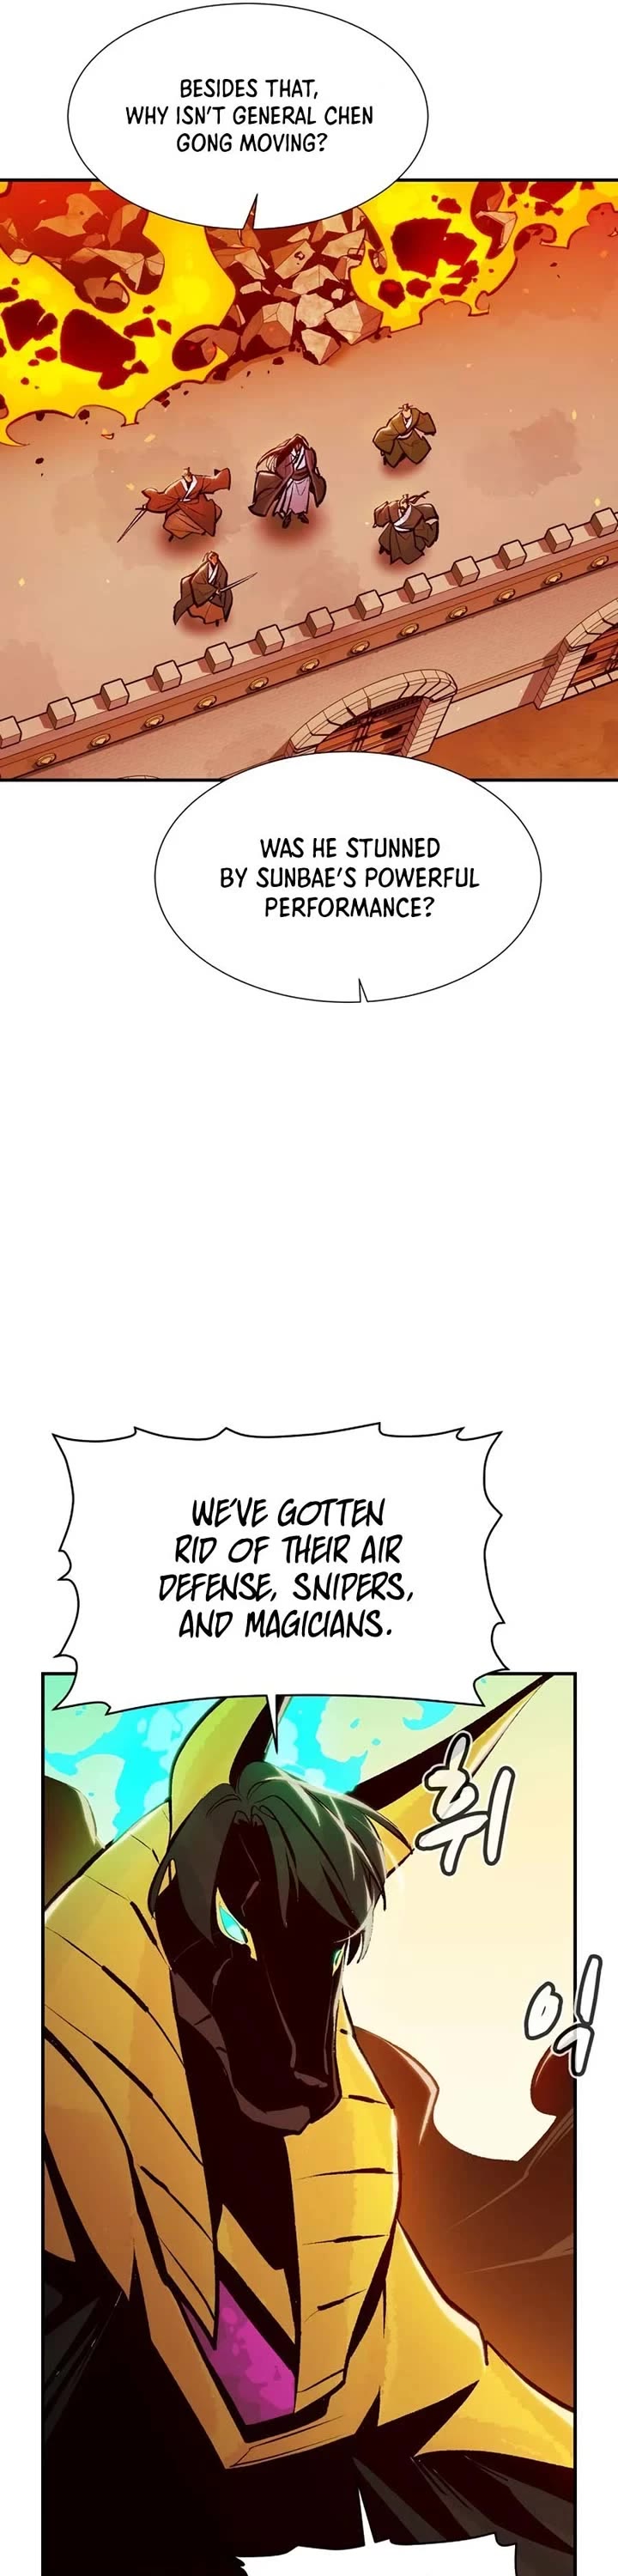 BESIDES THAT,
WHY ISN'T GENERAL CHEN
GONG MOVING?
WAS HE STUNNED
BY SUNBAE'S POWERFUL
PERFORMANCE?
WE'VE GOTTEN
RID OF THEIR AIR
DEFENSE, SNIPERS,
AND MAGICIANS.
휘
익